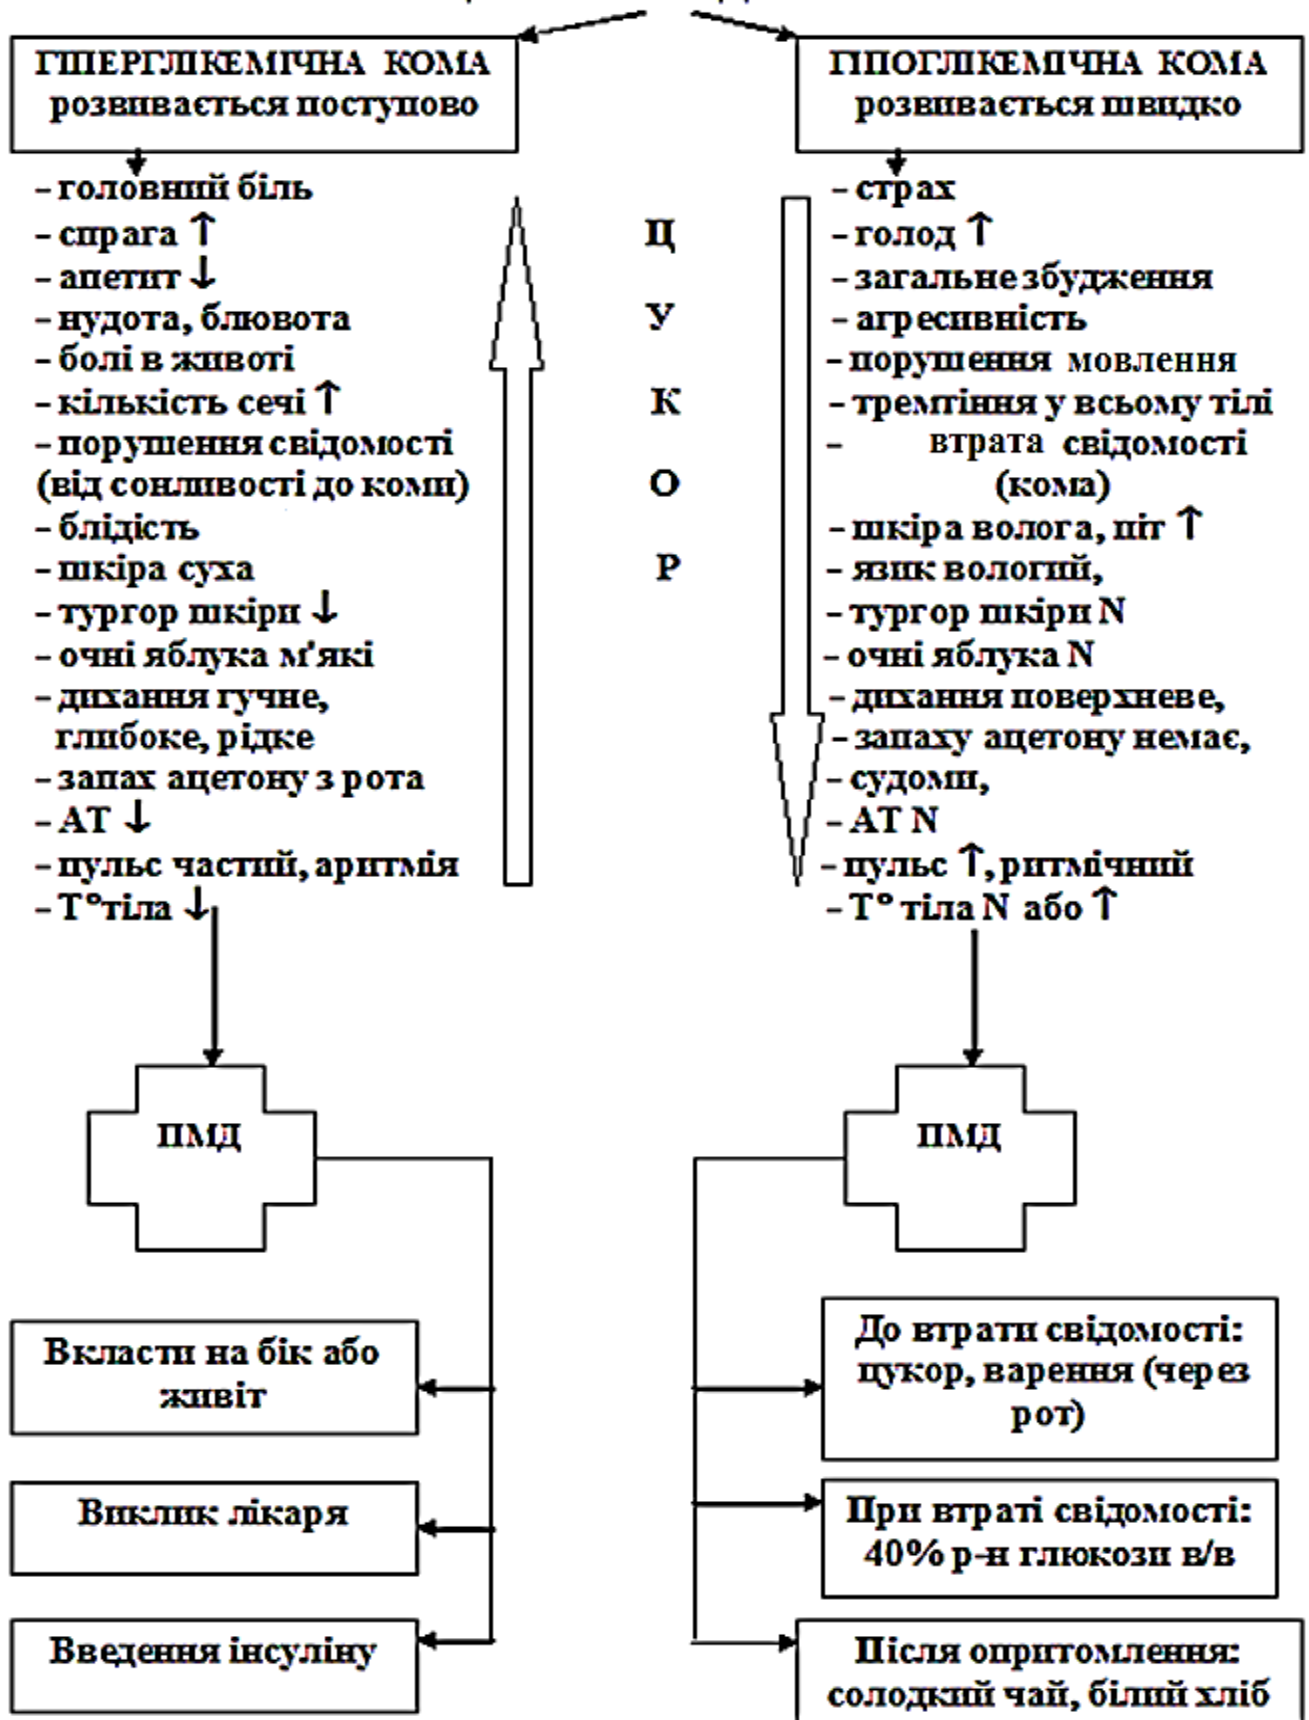 ГІПЕРГЛІКЕМІЧНА КОМА
розвивається поступово
– головний біль
– спрага ↑
– апетит ↓
– нудота, блювота
– болі в животі
– кількість сечі ↑
– порушення свідомості
(від сонливості до коми)
– блідість
– шкіра суха
– тургор шкіри ↓
– очні яблука м'які
– дихання гучне,
глибоке, рідке
– запах ацетону з рота
– АТ ↓
– пульс частий, аритмія
– Т°тіла ↓
Ц
У
К
О
Р
ГІПОГЛІКЕМІЧНА КОМА
розвивається швидко
– страх
– голод ↑
– загальне збудження
– агресивність
– порушення мовлення
– тремтіння у всьому тілі
– втрата свідомості
(кома)
– шкіра волога, піт ↑
– язик вологий,
– тургор шкіри N
– очні яблука N
– дихання поверхневе,
– запаху ацетону немає,
– судоми,
– АТ N
– пульс ↑, ритмічний
– Т° тіла N або ↑
ПМД
Вкласти на бік або
живіт
Виклик лікаря
Введення інсуліну
ПМД
До втрати свідомості:
цукор, варення (через
рот)
При втраті свідомості:
40% р-н глюкози в/в
Після опритомлення:
солодкий чай, білий хліб